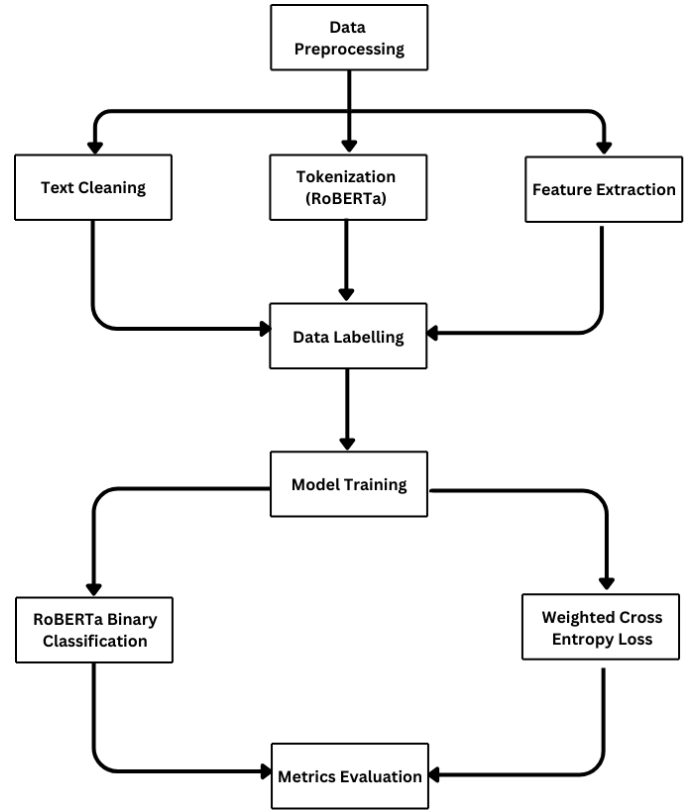 Data
Preprocessing
Text Cleaning
Tokenization
(RoBERTa)
Feature Extraction
Data Labelling
Model Training
RoBERTa Binary
Classification
Weighted Cross
Entropy Loss
Metrics Evaluation